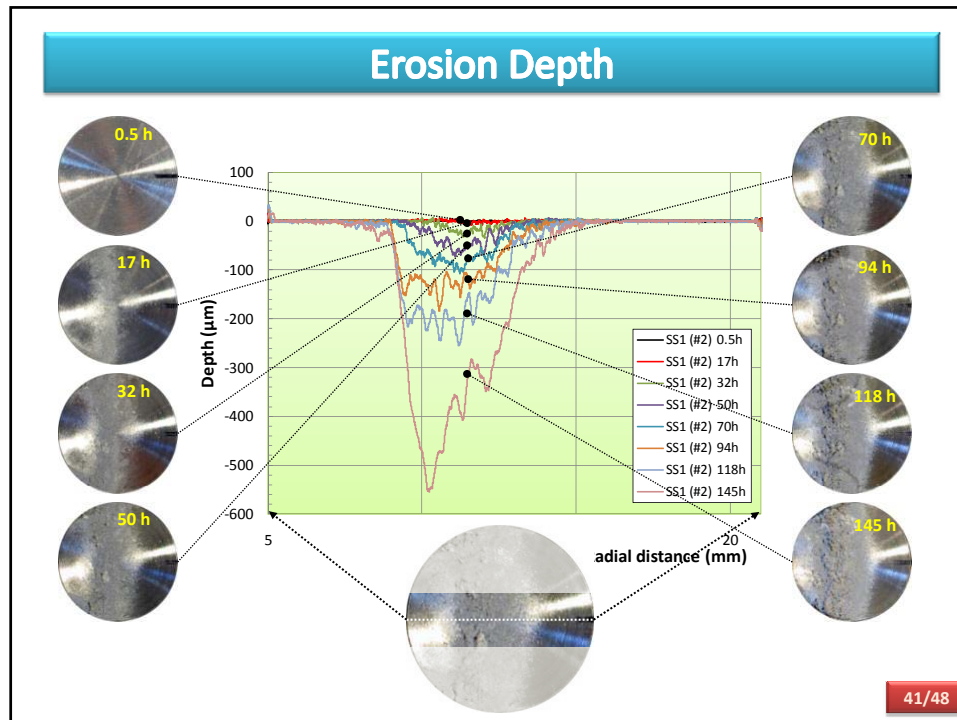 Erosion Depth
0.5 h
17 h
32 h
50 h
100
0
-100
-200
-300
-400
-500
-600
Depth (µm)
5
20
adial distance (mm)
SS1 (#2) 0.5h
SS1 (#2) 17h
SS1 (#2) 32h
SS1 (#2) 50h
SS1 (#2) 70h
SS1 (#2) 94h
SS1 (#2) 118h
SS1 (#2) 145h
70 h
94 h
118 h
145 h
41/48